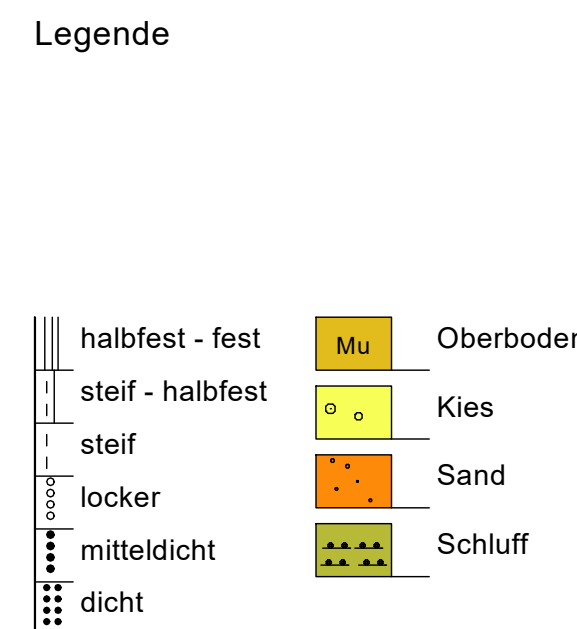 Legende
halbfest - fest
steif - halbfest
steif
locker
mitteldicht
dicht
Mu
Oberboden
Kies
Sand
Schluff